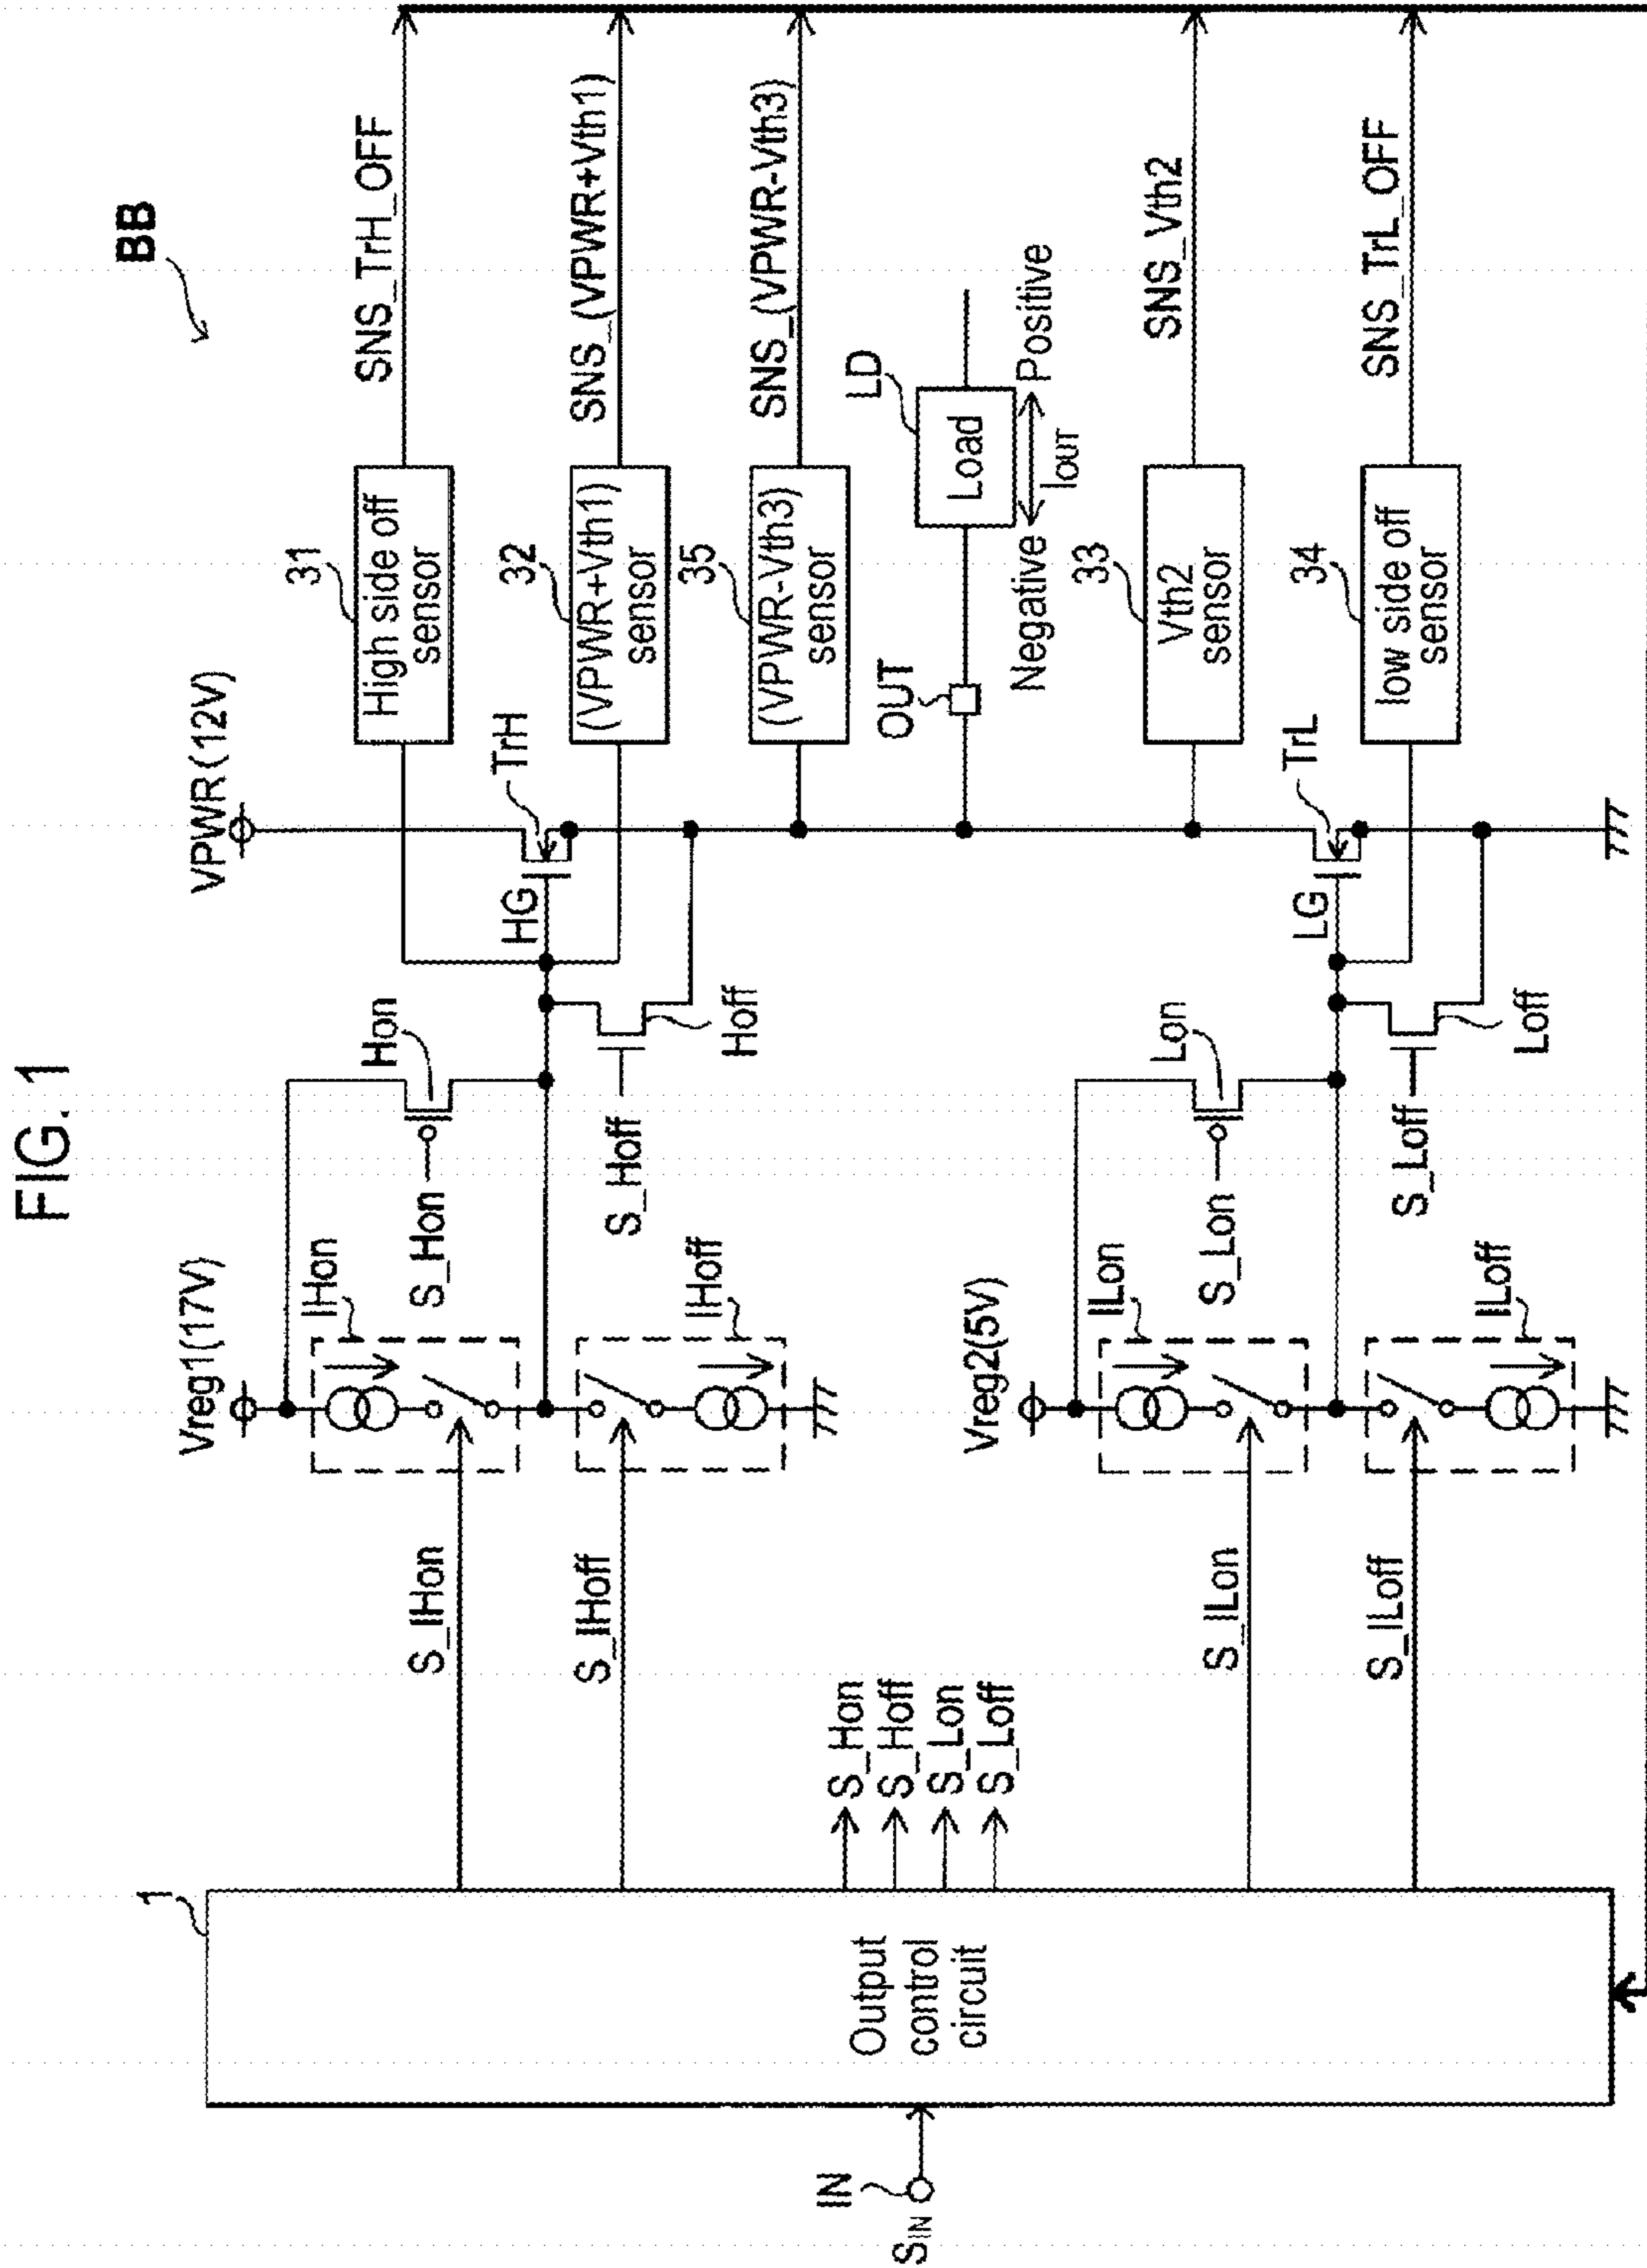 FIG. 1
BB
VPWR(12V)
Vreg1(17V)
IHon
Hon
S_Hon
HG
TrH
31
High side off
sensor
SNS_TrH_OFF
32
(VPWR+Vth1)
sensor
SNS_(VPWR+Vth1)
35
(VPWR-Vth3)
sensor
SNS_(VPWR-Vth3)
S_IHon
S_IHoff
IHoff
S_Hoff
Hoff
1
Output
control
circuit
IN
SIN
S_Hon
S_Hoff
S_Lon
S_Loff
OUT
LD
Load
Negative
Positive
IOUT
Vreg2(5V)
ILon
Lon
S_Lon
LG
TrL
33
Vth2
sensor
SNS_Vth2
34
low side off
sensor
SNS_TrL_OFF
S_ILon
S_ILoff
ILoff
S_Loff
Loff